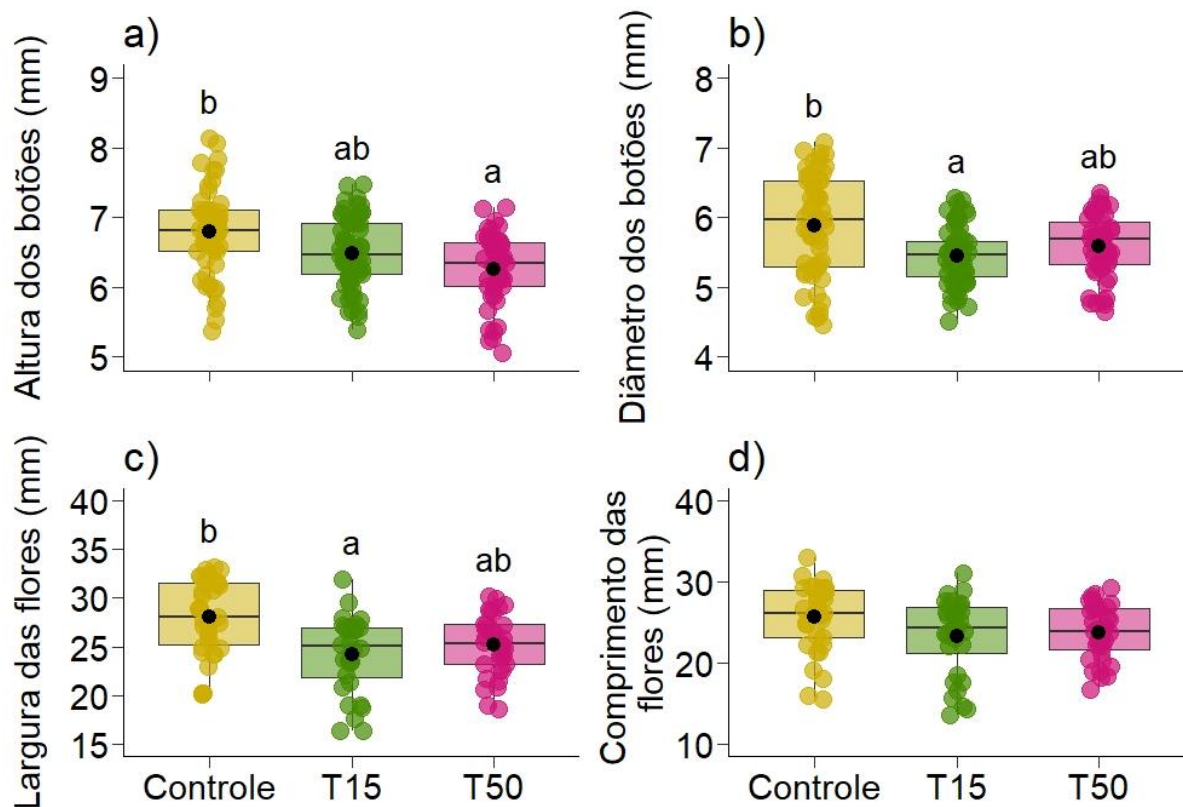 a)
Altura dos botões (mm)
9
8
7
6
5
b
ab
a
b)
Diâmetro dos botões (mm)
8
7
6
5
4
b
a
ab
c)
Largura das flores (mm)
40
35
30
25
20
15
b
a
ab
Controle
T15
T50
d)
Comprimento das
flores (mm)
40
30
20
10
Controle
T15
T50